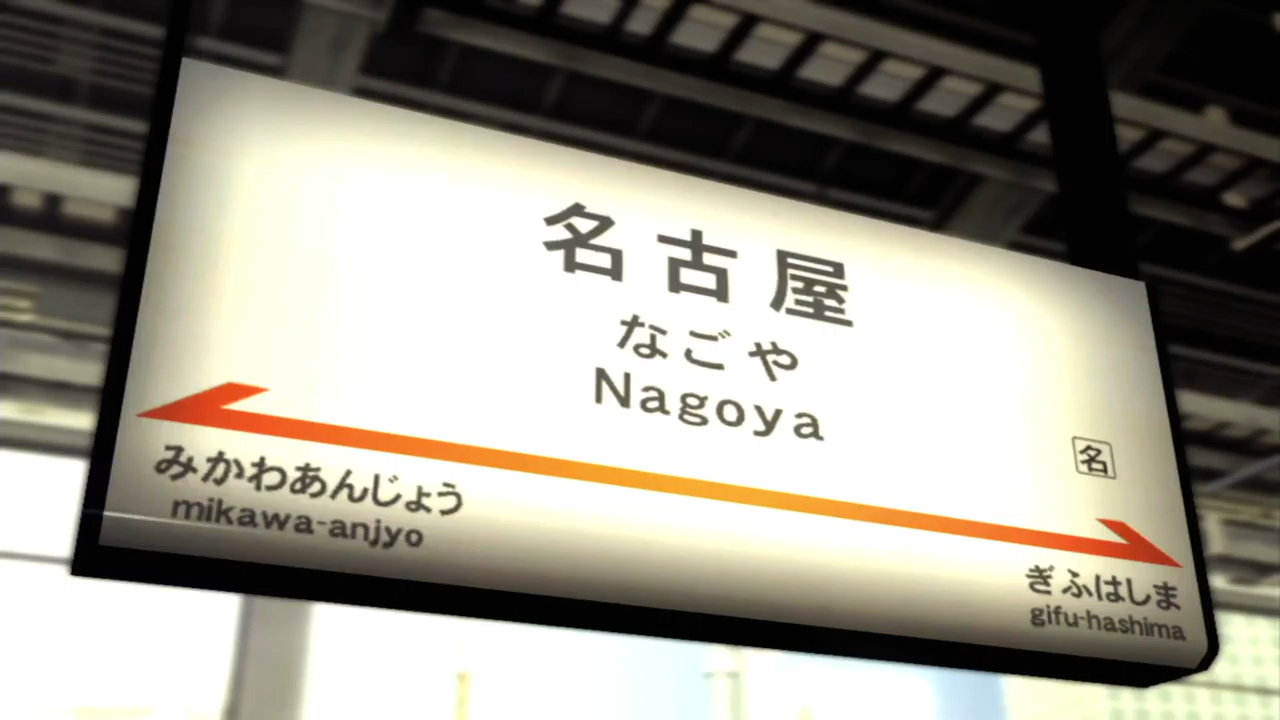 名古屋
なごや
Nagoya
名
みかわあんじょう
mikawa-anjyo
ぎふはしま
gifu-hashima